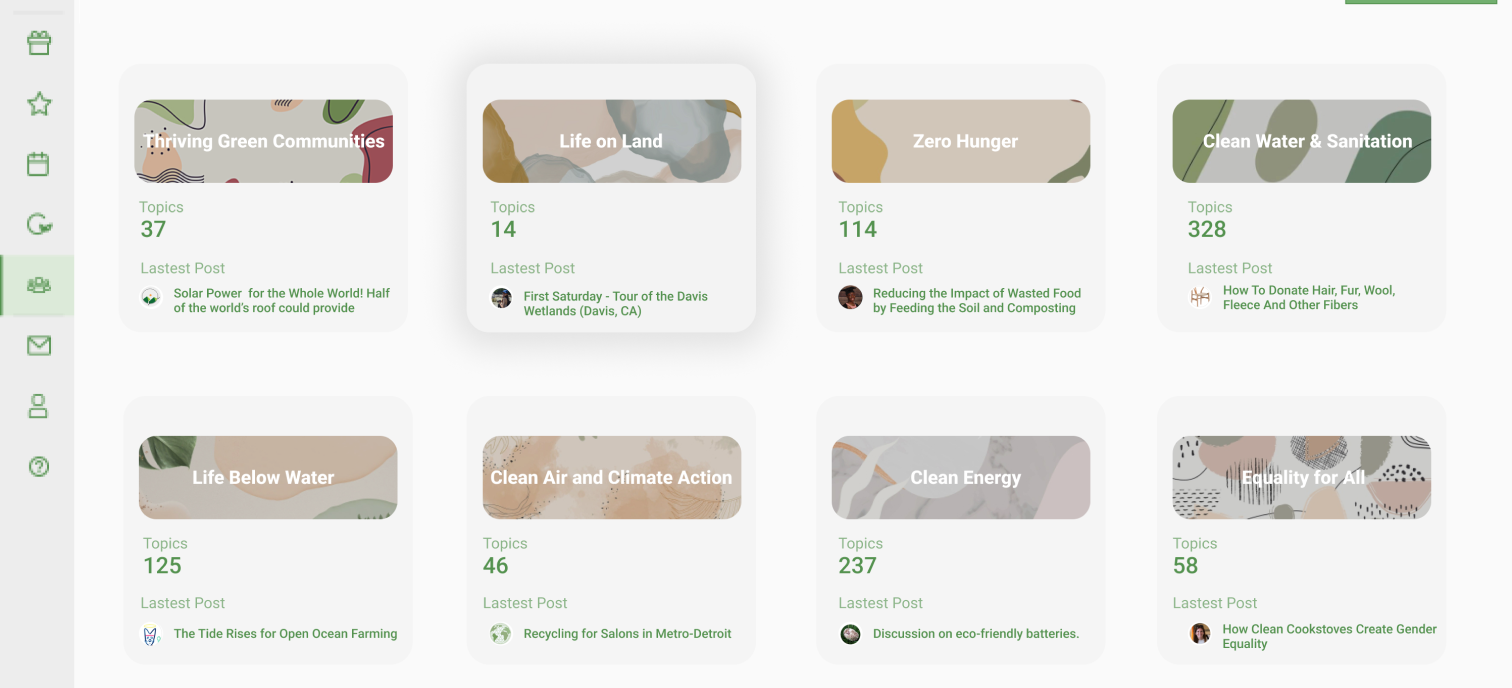 Thriving Green Communities
Topics
37
Lastest Post
Solar Power for the Whole World! Half
of the world's roof could provide
Life on Land
Topics
14
Lastest Post
First Saturday - Tour of the Davis
Wetlands (Davis, CA)
Zero Hunger
Topics
114
Lastest Post
Reducing the Impact of Wasted Food
by Feeding the Soil and Composting
Clean Water & Sanitation
Topics
328
Lastest Post
How To Donate Hair, Fur, Wool,
Fleece And Other Fibers
Life Below Water
Topics
125
Lastest Post
The Tide Rises for Open Ocean Farming
Clean Air and Climate Action
Topics
46
Lastest Post
Recycling for Salons in Metro-Detroit
Clean Energy
Topics
237
Lastest Post
Discussion on eco-friendly batteries.
Equality for All
Topics
58
Lastest Post
How Clean Cookstoves Create Gender
Equality